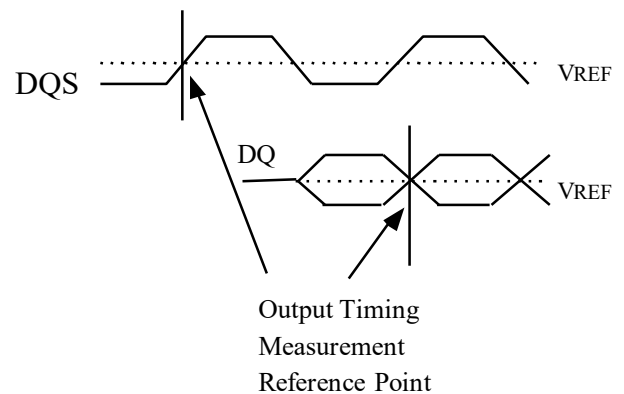 DQS
VREF
DQ
VREF
Output Timing
Measurement
Reference Point